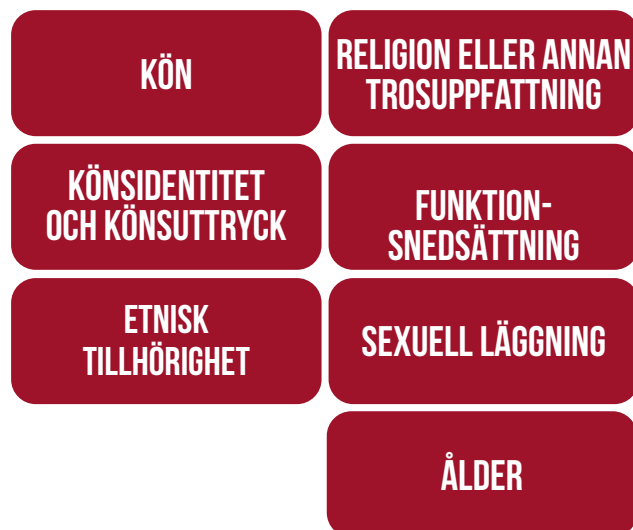 KÖN
RELIGION ELLER ANNAN
TROSUPPFATTNING
KÖNSIDENTITET
OCH KÖNSUTTRYCK
FUNKTION-
SNEDSÄTTNING
ETNISK
TILLHÖRIGHET
SEXUELL LÄGGNING
ÅLDER